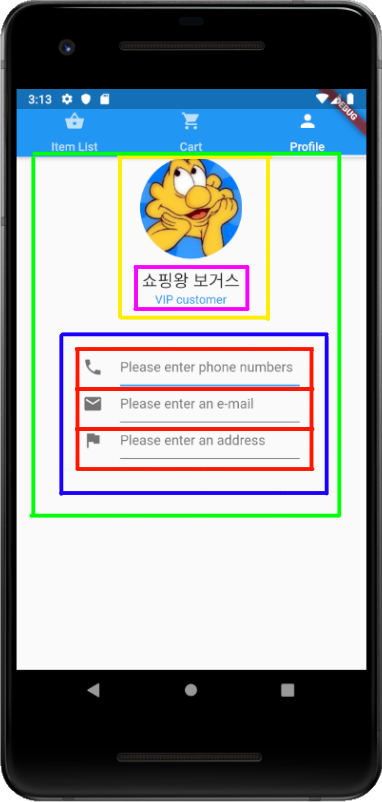 3:13
DEBUG
Item List
Cart
Profile
쇼핑왕 보거스
VIP customer
Please enter phone numbers
Please enter an e-mail
Please enter an address